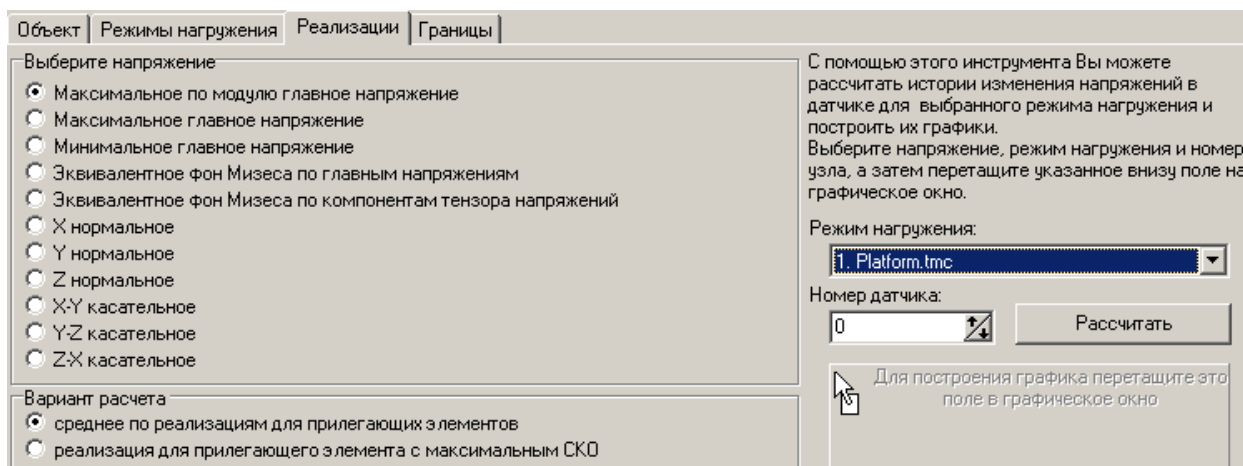 Объект Режимы нагружения Реализации Границы
Выберите напряжение
Максимальное по модулю главное напряжение
Максимальное главное напряжение
Минимальное главное напряжение
Эквивалентное фон Мизеса по главным напряжениям
Эквивалентное фон Мизеса по компонентам тензора напряжений
X нормальное
Y нормальное
Z нормальное
X-Y касательное
Y-Z касательное
Z-X касательное
Вариант расчета
среднее по реализациям для прилегающих элементов
реализация для прилегающего элемента с максимальным СКО
С помощью этого инструмента Вы можете
рассчитать истории изменения напряжений в
датчике для выбранного режима нагружения и
построить их графики.
Выберите напряжение, режим нагружения и номер
узла, а затем перетащите указанное внизу поле на
графическое окно.
Режим нагружения:
1. Platform.tmc
Номер датчика:
0
Рассчитать
Для построения графика перетащите это
поле в графическое окно